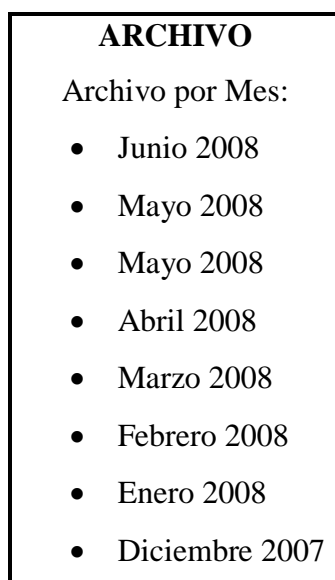 ARCHIVO
Archivo por Mes:
• Junio 2008
• Mayo 2008
• Mayo 2008
• Abril 2008
• Marzo 2008
• Febrero 2008
• Enero 2008
• Diciembre 2007